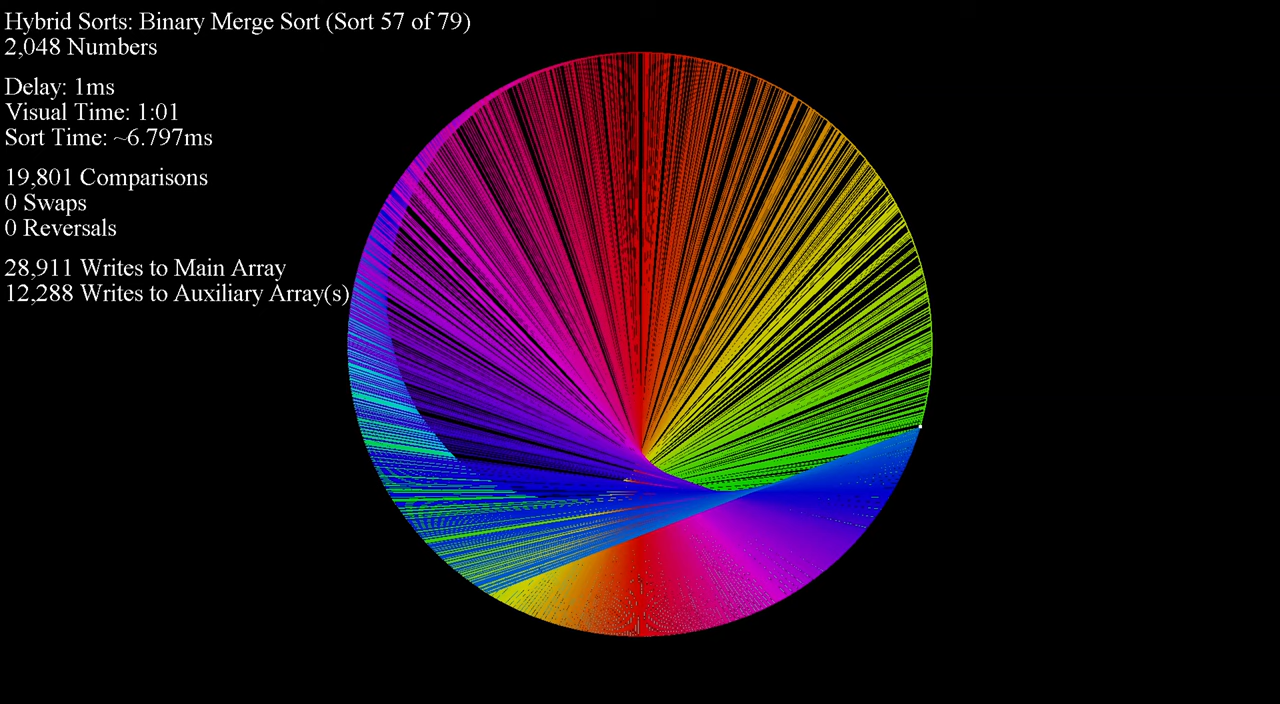 Hybrid Sorts: Binary Merge Sort (Sort 57 of 79)
2,048 Numbers
Delay: 1ms
Visual Time: 1:01
Sort Time: ~6.797ms
19,801 Comparisons
0 Swaps
0 Reversals
28,911 Writes to Main Array
12,288 Writes to Auxiliary Array(s)